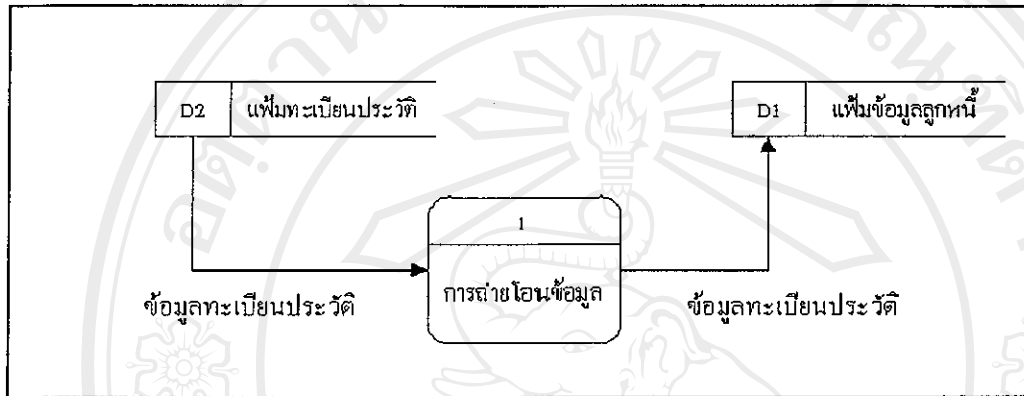 D2 แฟ้มทะเบียนประวัติ
D1 แฟ้มข้อมูลลูกหนี้
1
การถ่ายโอนข้อมูล
ข้อมูลทะเบียนประวัติ
ข้อมูลทะเบียนประวัติ